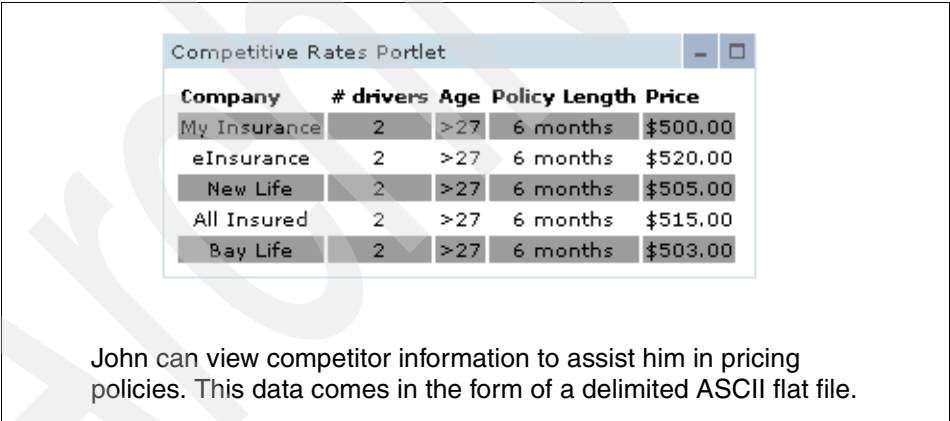 Competitive Rates Portlet
Company # drivers Age Policy Length Price
My Insurance 2 >27 6 months $500.00
eInsurance 2 >27 6 months $520.00
New Life 2 >27 6 months $505.00
All Insured 2 >27 6 months $515.00
Bay Life 2 >27 6 months $503.00
John can view competitor information to assist him in pricing
policies. This data comes in the form of a delimited ASCII flat file.